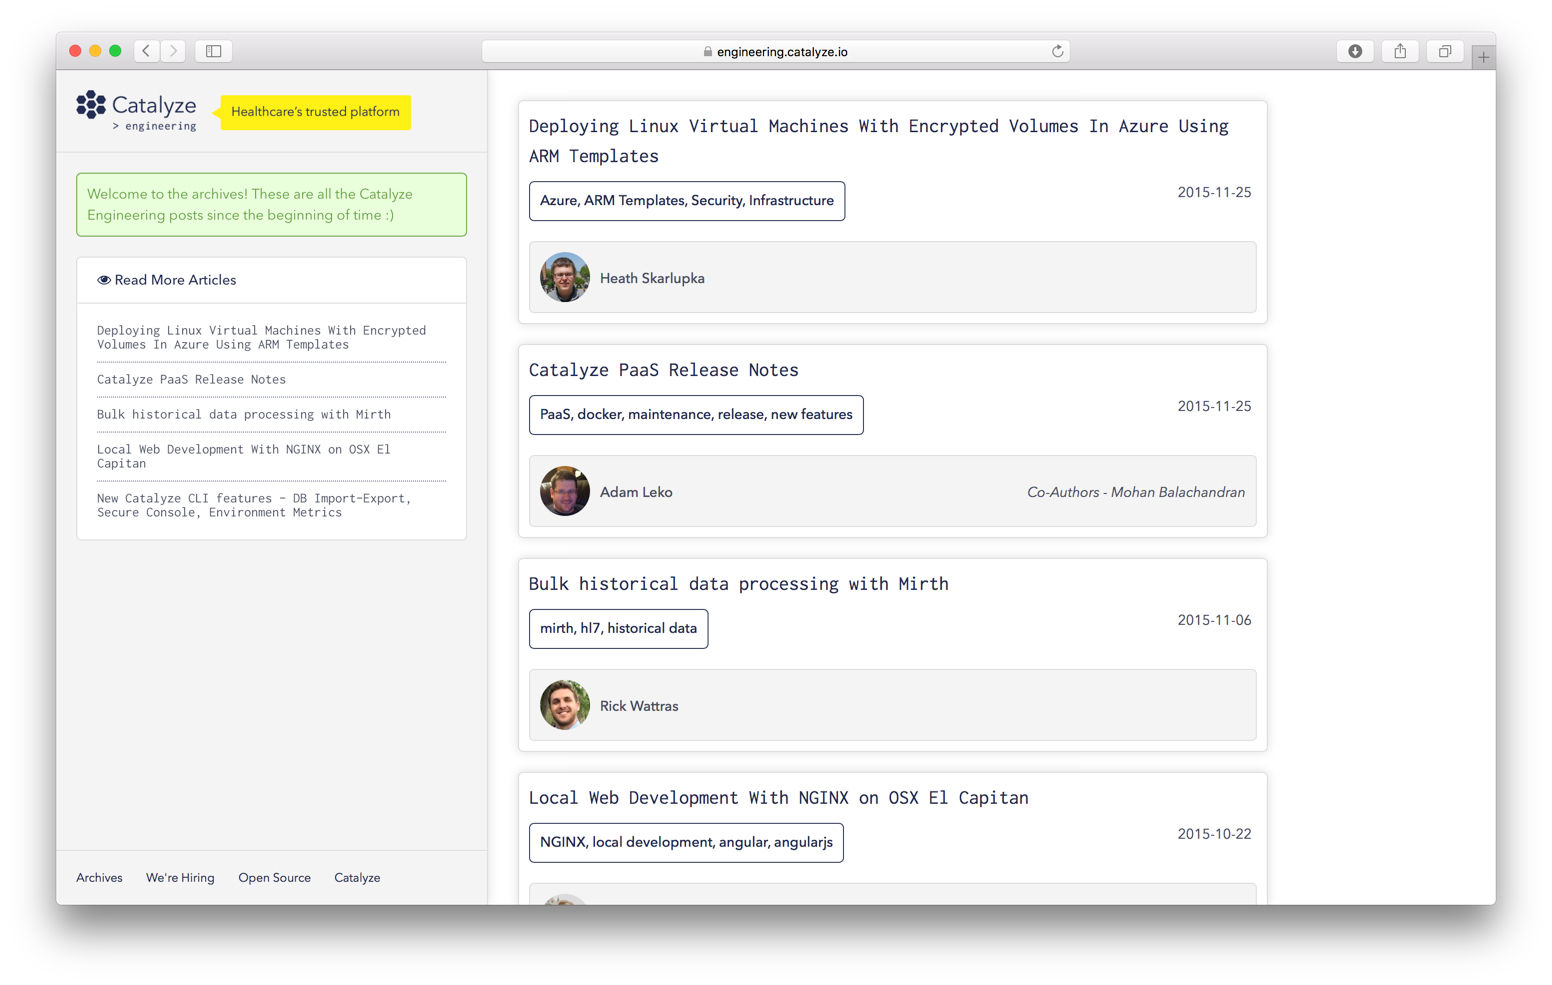 engineering.catalyze.io
Catalyze
> engineering
Healthcare's trusted platform
Welcome to the archives! These are all the Catalyze
Engineering posts since the beginning of time :)
Read More Articles
Deploying Linux Virtual Machines With Encrypted
Volumes In Azure Using ARM Templates
Catalyze PaaS Release Notes
Bulk historical data processing with Mirth
Local Web Development With NGINX on OSX El
Capitan
New Catalyze CLI features - DB Import-Export,
Secure Console, Environment Metrics
Archives We're Hiring Open Source Catalyze
Deploying Linux Virtual Machines With Encrypted Volumes In Azure Using
ARM Templates
Azure, ARM Templates, Security, Infrastructure
2015-11-25
Heath Skarlupka
Catalyze PaaS Release Notes
PaaS, docker, maintenance, release, new features
2015-11-25
Adam Leko
Co-Authors - Mohan Balachandran
Bulk historical data processing with Mirth
mirth, hl7, historical data
2015-11-06
Rick Wattras
Local Web Development With NGINX on OSX El Capitan
NGINX, local development, angular, angularjs
2015-10-22